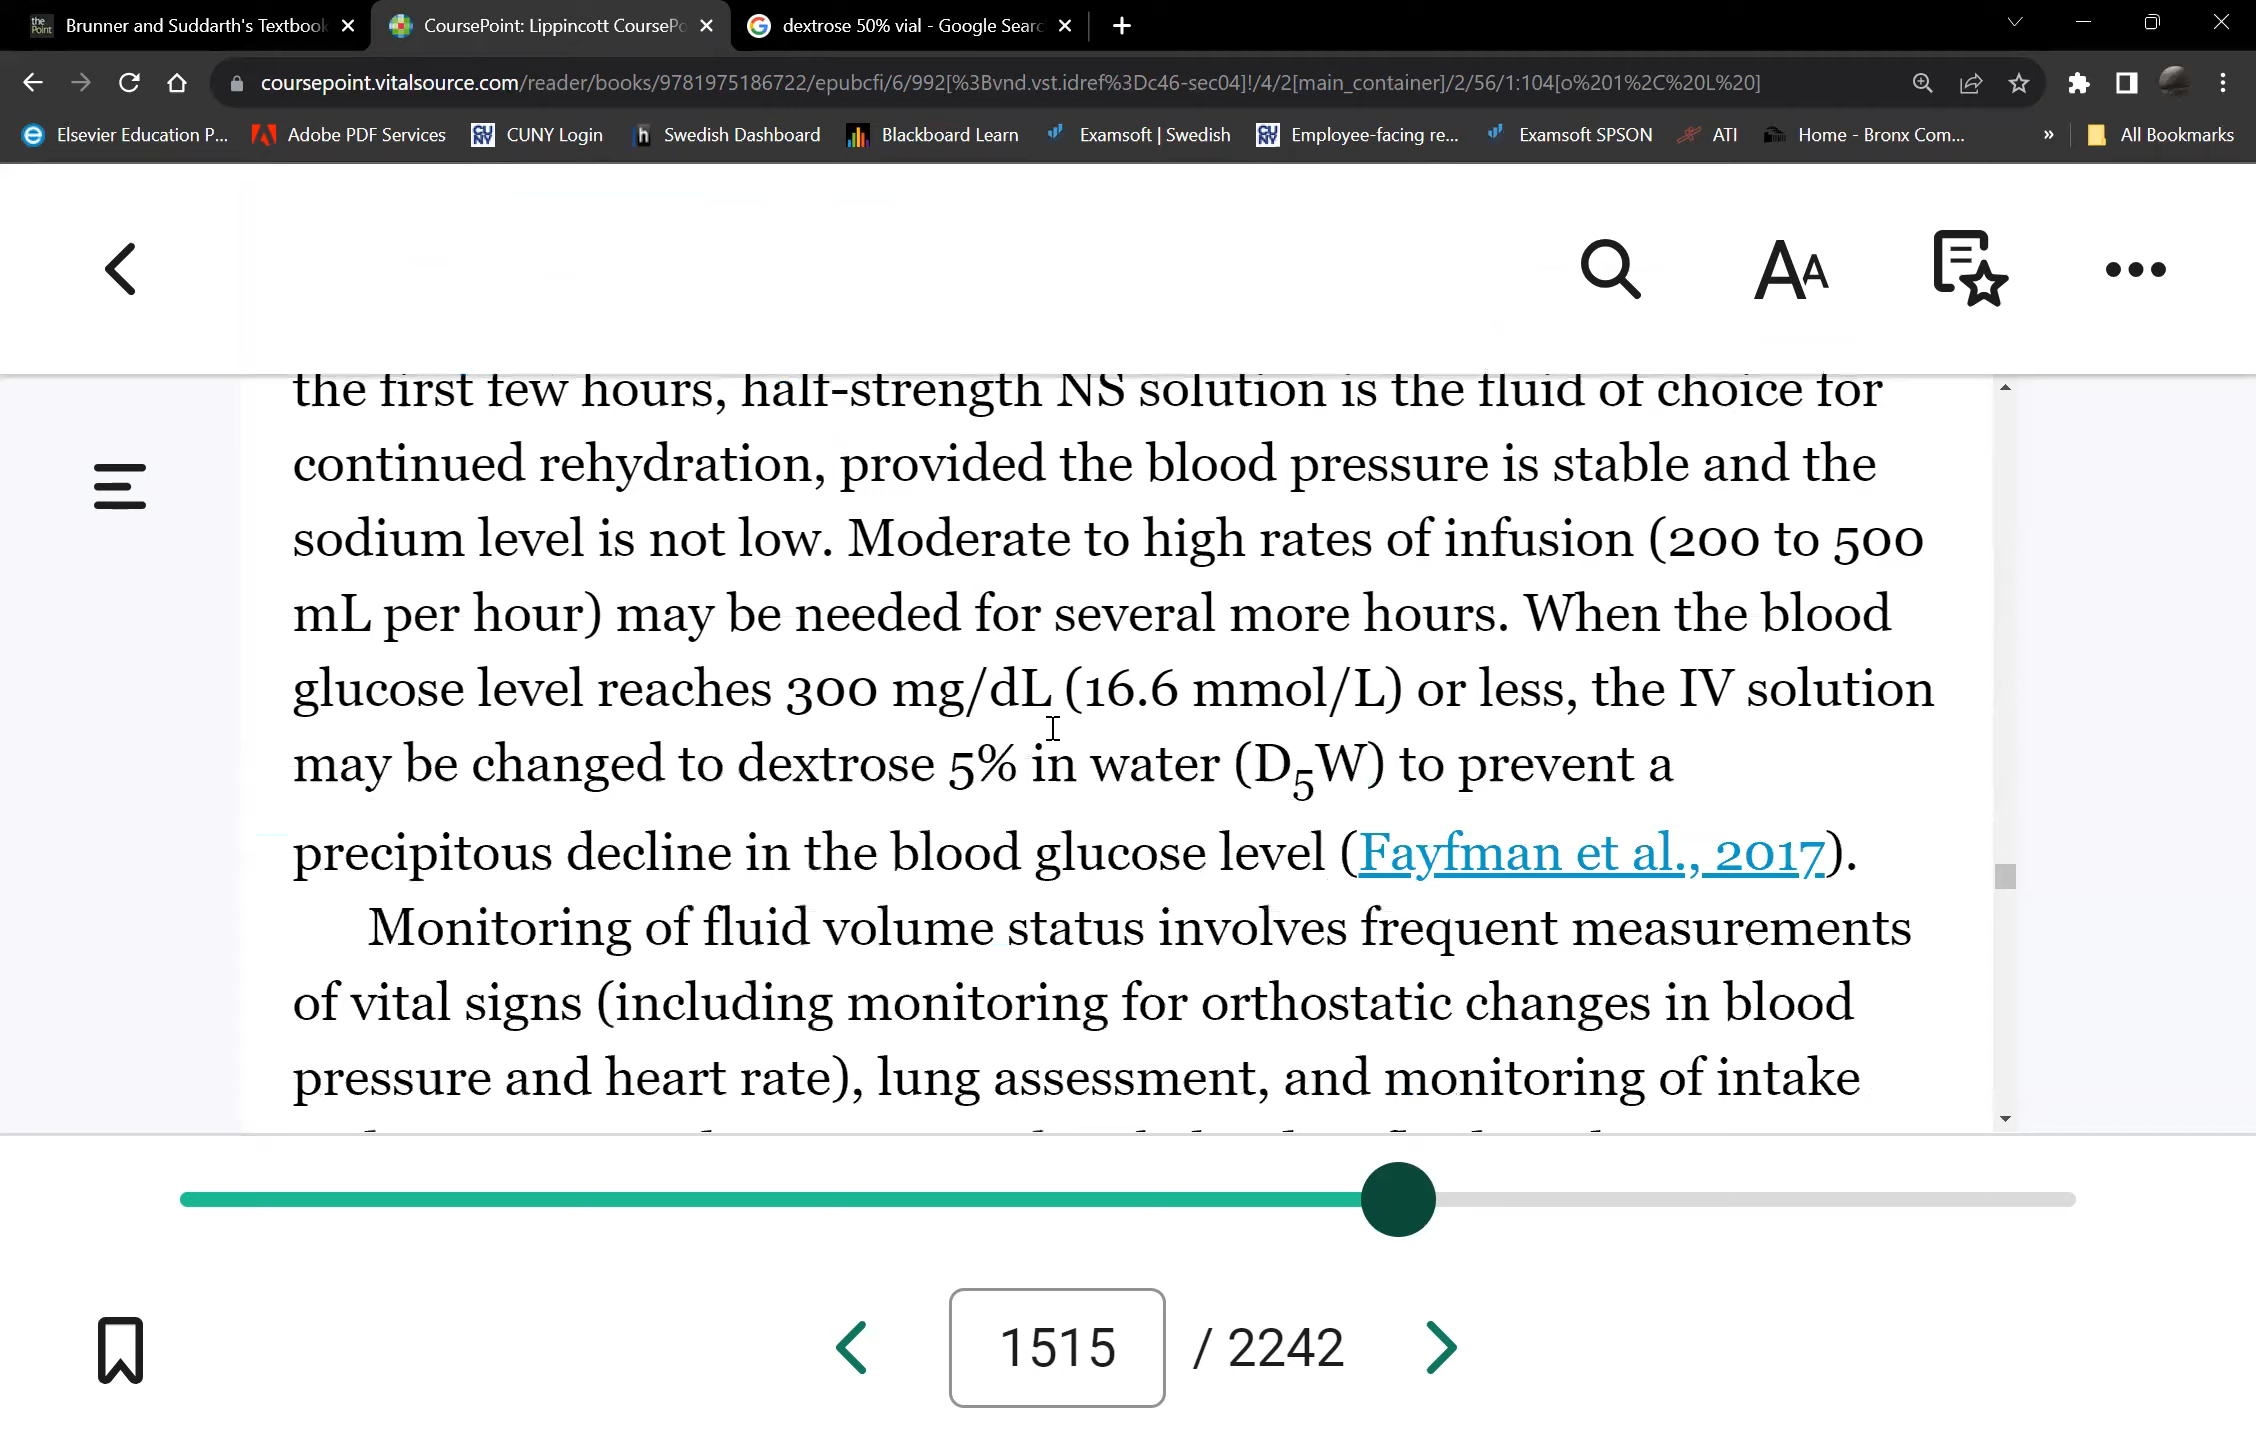 the Point
Brunner and Suddarth's Textbook
CoursePoint: Lippincott CoursePo
dextrose 50% vial - Google Searc
coursepoint.vitalsource.com/reader/books/9781975186722/epubcfi/6/992[%3Bvnd.vst.idref%3Dc46-sec04]!/4/2[main_container]/2/56/1:104[o%201%2C%20L%20]
Elsevier Education P...
Adobe PDF Services
CUNY
CUNY Login
h
Swedish Dashboard
Blackboard Learn
Examsoft | Swedish
CUNY
Employee-facing re...
Examsoft SPSON
ATI
Home - Bronx Com...
»
All Bookmarks
AA
the first few hours, half-strength NS solution is the fluid of choice for
continued rehydration, provided the blood pressure is stable and the
sodium level is not low. Moderate to high rates of infusion (200 to 500
mL per hour) may be needed for several more hours. When the blood
glucose level reaches 300 mg/dL (16.6 mmol/L) or less, the IV solution
may be changed to dextrose 5% in water (D₅W) to prevent a
precipitous decline in the blood glucose level (Fayfman et al., 2017).
Monitoring of fluid volume status involves frequent measurements
of vital signs (including monitoring for orthostatic changes in blood
pressure and heart rate), lung assessment, and monitoring of intake
1515 / 2242